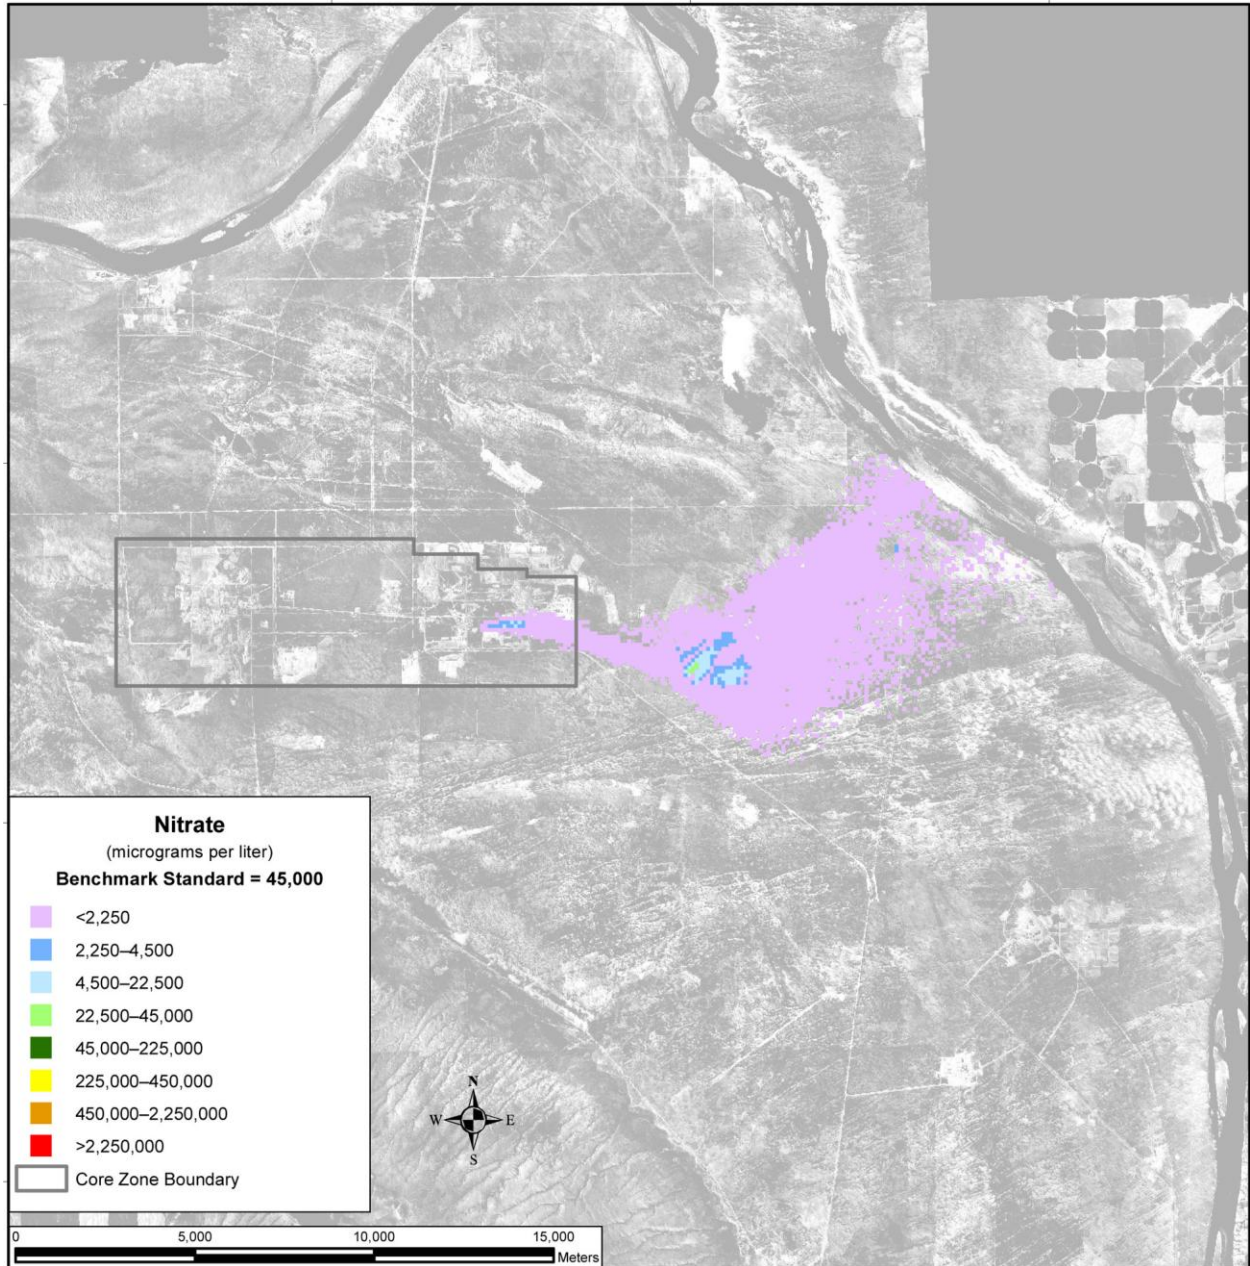 Nitrate
(micrograms per liter)
Benchmark Standard = 45,000
<2,250
2,250–4,500
4,500–22,500
22,500–45,000
45,000–225,000
225,000–450,000
450,000–2,250,000
>2,250,000
Core Zone Boundary
N
W E
S
0 5,000 10,000 15,000
Meters